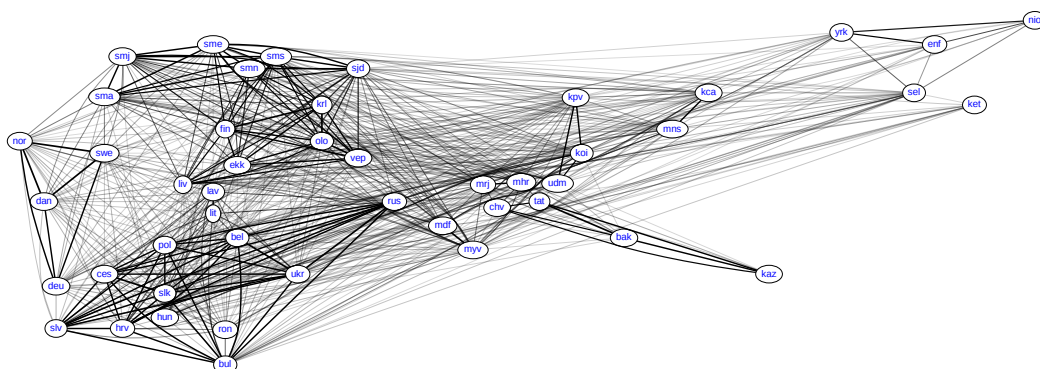 nio
yrk
sme
enf
smj
sms
smn
sjd
sma
kca
sel
kpv
krl
ket
fin
mns
nor
olo
swe
koi
vep
ekk
liv
mrj
mhr
udm
lav
dan
rus
tat
chv
lit
mdf
bel
bak
pol
myv
ces
ukr
kaz
deu
slk
hun
slv
hrv
ron
bul